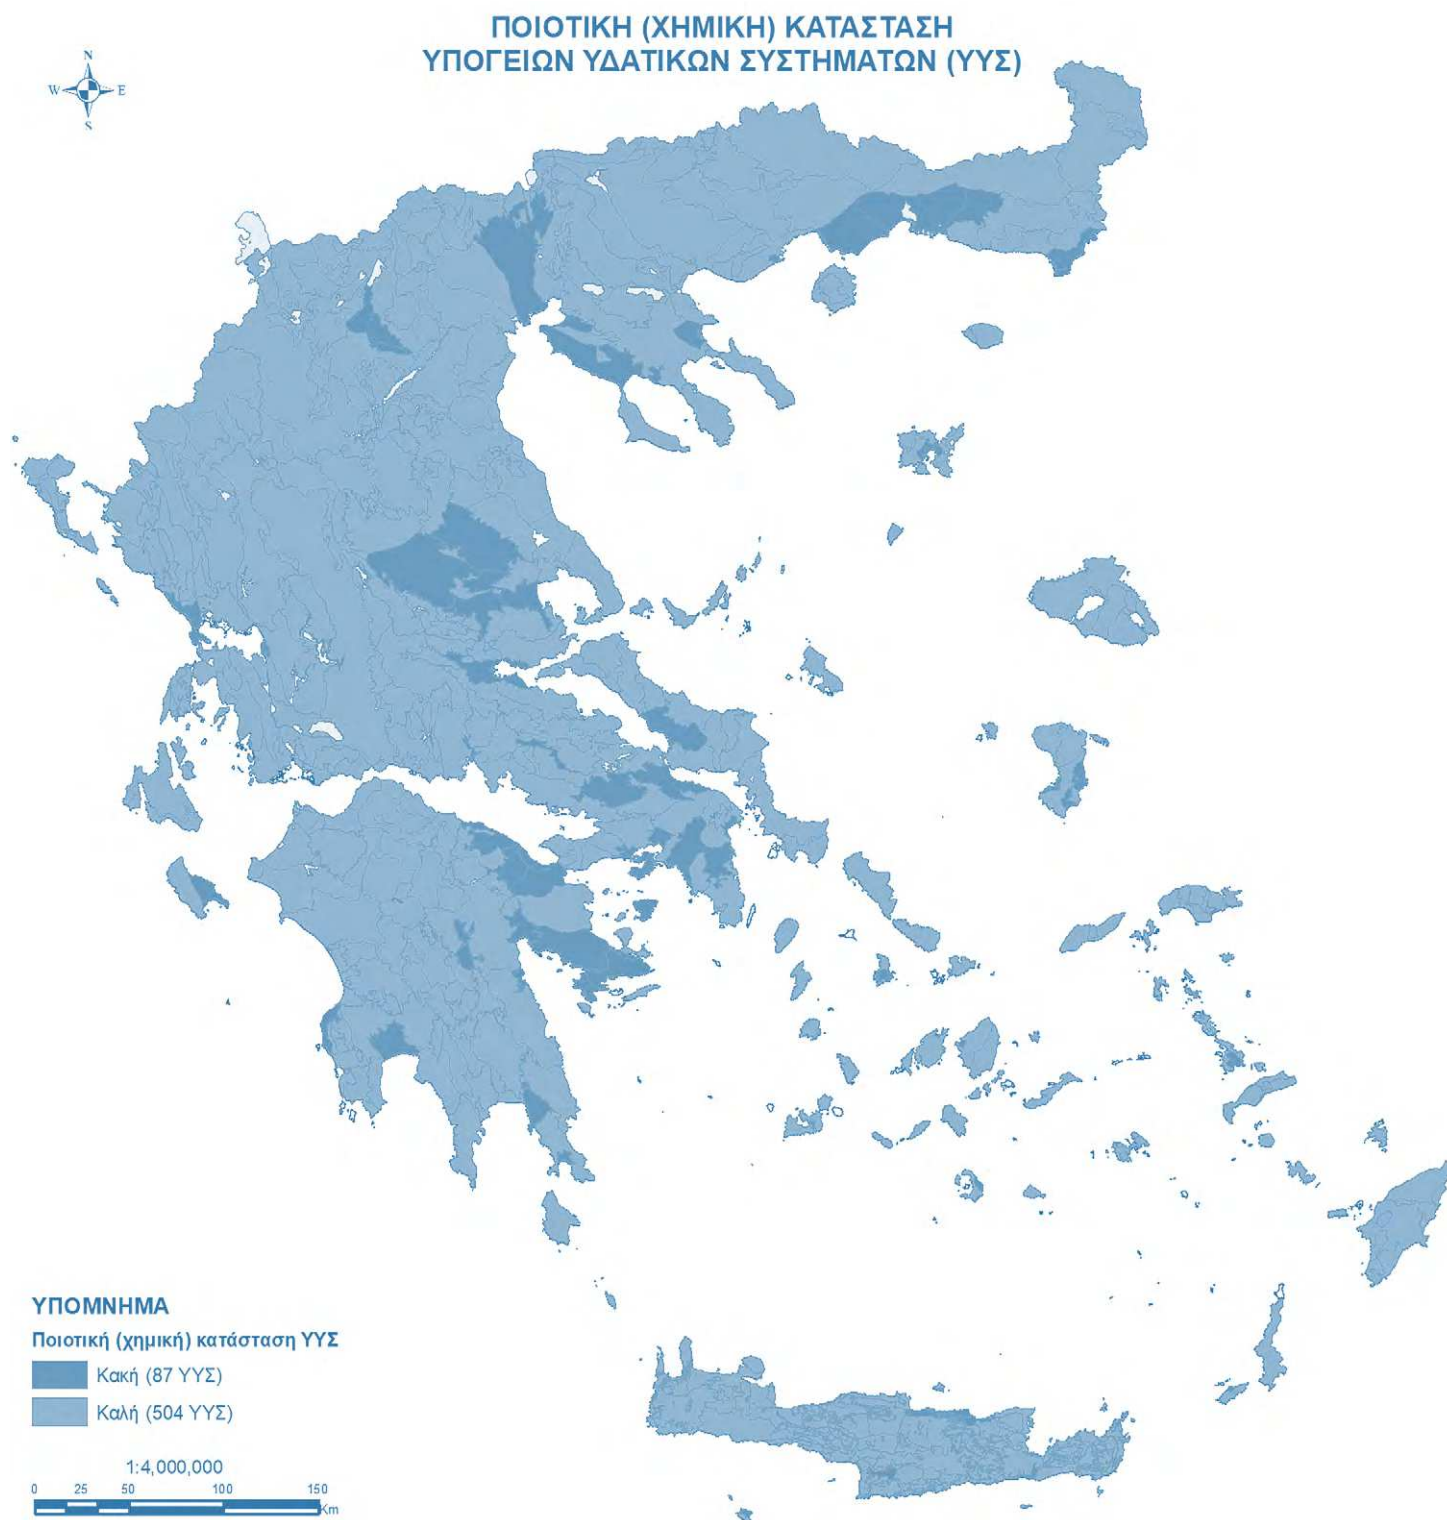 ΠΟΙΟΤΙΚΗ (ΧΗΜΙΚΗ) ΚΑΤΑΣΤΑΣΗ
ΥΠΟΓΕΙΩΝ ΥΔΑΤΙΚΩΝ ΣΥΣΤΗΜΑΤΩΝ (ΥΥΣ)
N
W E
S
ΥΠΟΜΝΗΜΑ
Ποιοτική (χημική) κατάσταση ΥΥΣ
Κακή (87 ΥΥΣ)
Καλή (504 ΥΥΣ)
1:4,000,000
0 25 50 100 150
Km